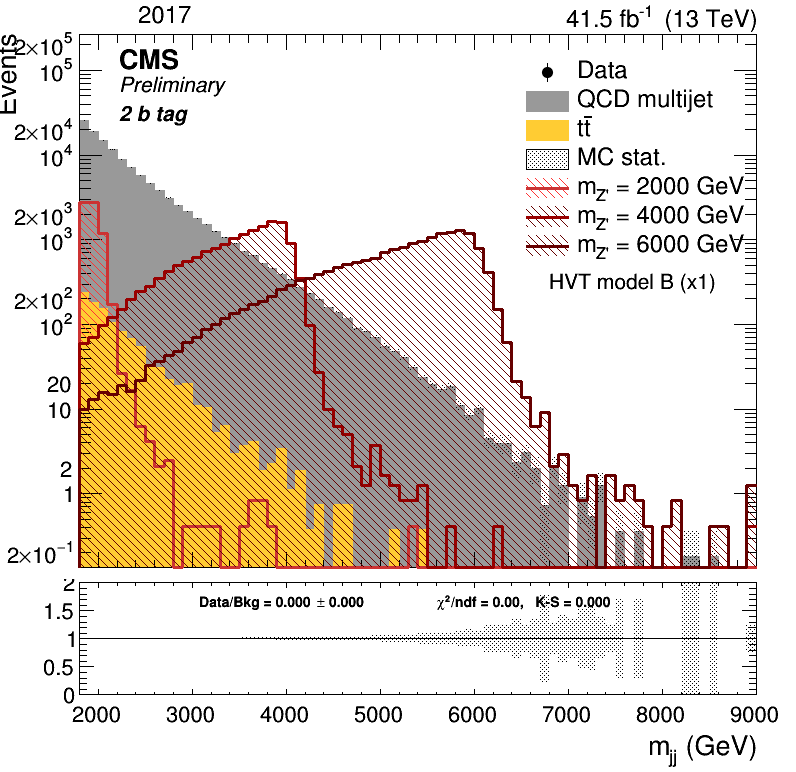 2017
41.5 fb⁻¹ (13 TeV)
Events
2×10⁵
10⁵
2×10⁴
10⁴
2×10³
10³
2×10²
10²
20
10
2
1
2×10⁻¹
CMS
Preliminary
2 b tag
Data
QCD multijet
tt̄
MC stat.
m_Z' = 2000 GeV
m_Z' = 4000 GeV
m_Z' = 6000 GeV
HVT model B (x1)
2
1.5
1
0.5
0
Data/Bkg = 0.000 ± 0.000 χ²/ndf = 0.00, K-S = 0.000
2000 3000 4000 5000 6000 7000 8000 9000
m_jj (GeV)